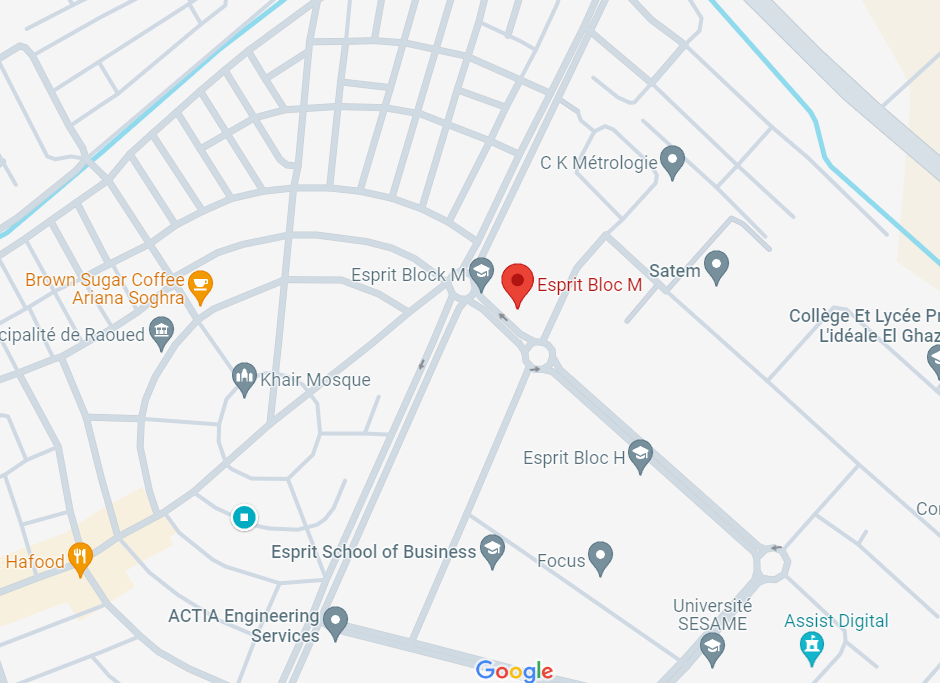 C K Métrologie
Esprit Block M
Esprit Bloc M
Satem
Brown Sugar Coffee
Ariana Soghra
cipalité de Raoued
Collège Et Lycée Pr
L'idéale El Ghaz
Khair Mosque
Esprit Bloc H
Co
Hafood
Esprit School of Business
Focus
ACTIA Engineering
Services
Université
SESAME
Assist Digital
Google